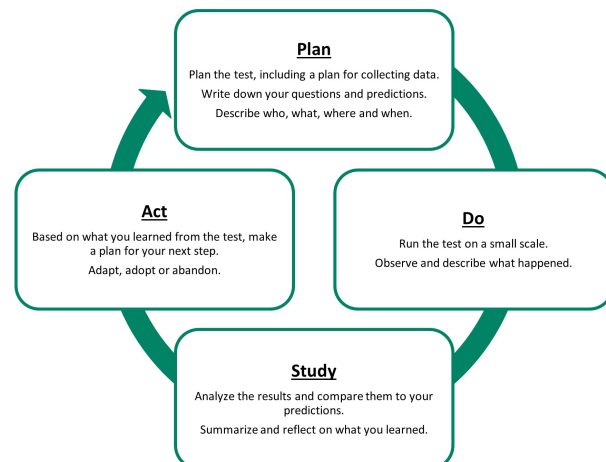 Plan
Plan the test, including a plan for collecting data.
Write down your questions and predictions.
Describe who, what, where and when.
Do
Run the test on a small scale.
Observe and describe what happened.
Study
Analyze the results and compare them to your
predictions.
Summarize and reflect on what you learned.
Act
Based on what you learned from the test, make
a plan for your next step.
Adapt, adopt or abandon.